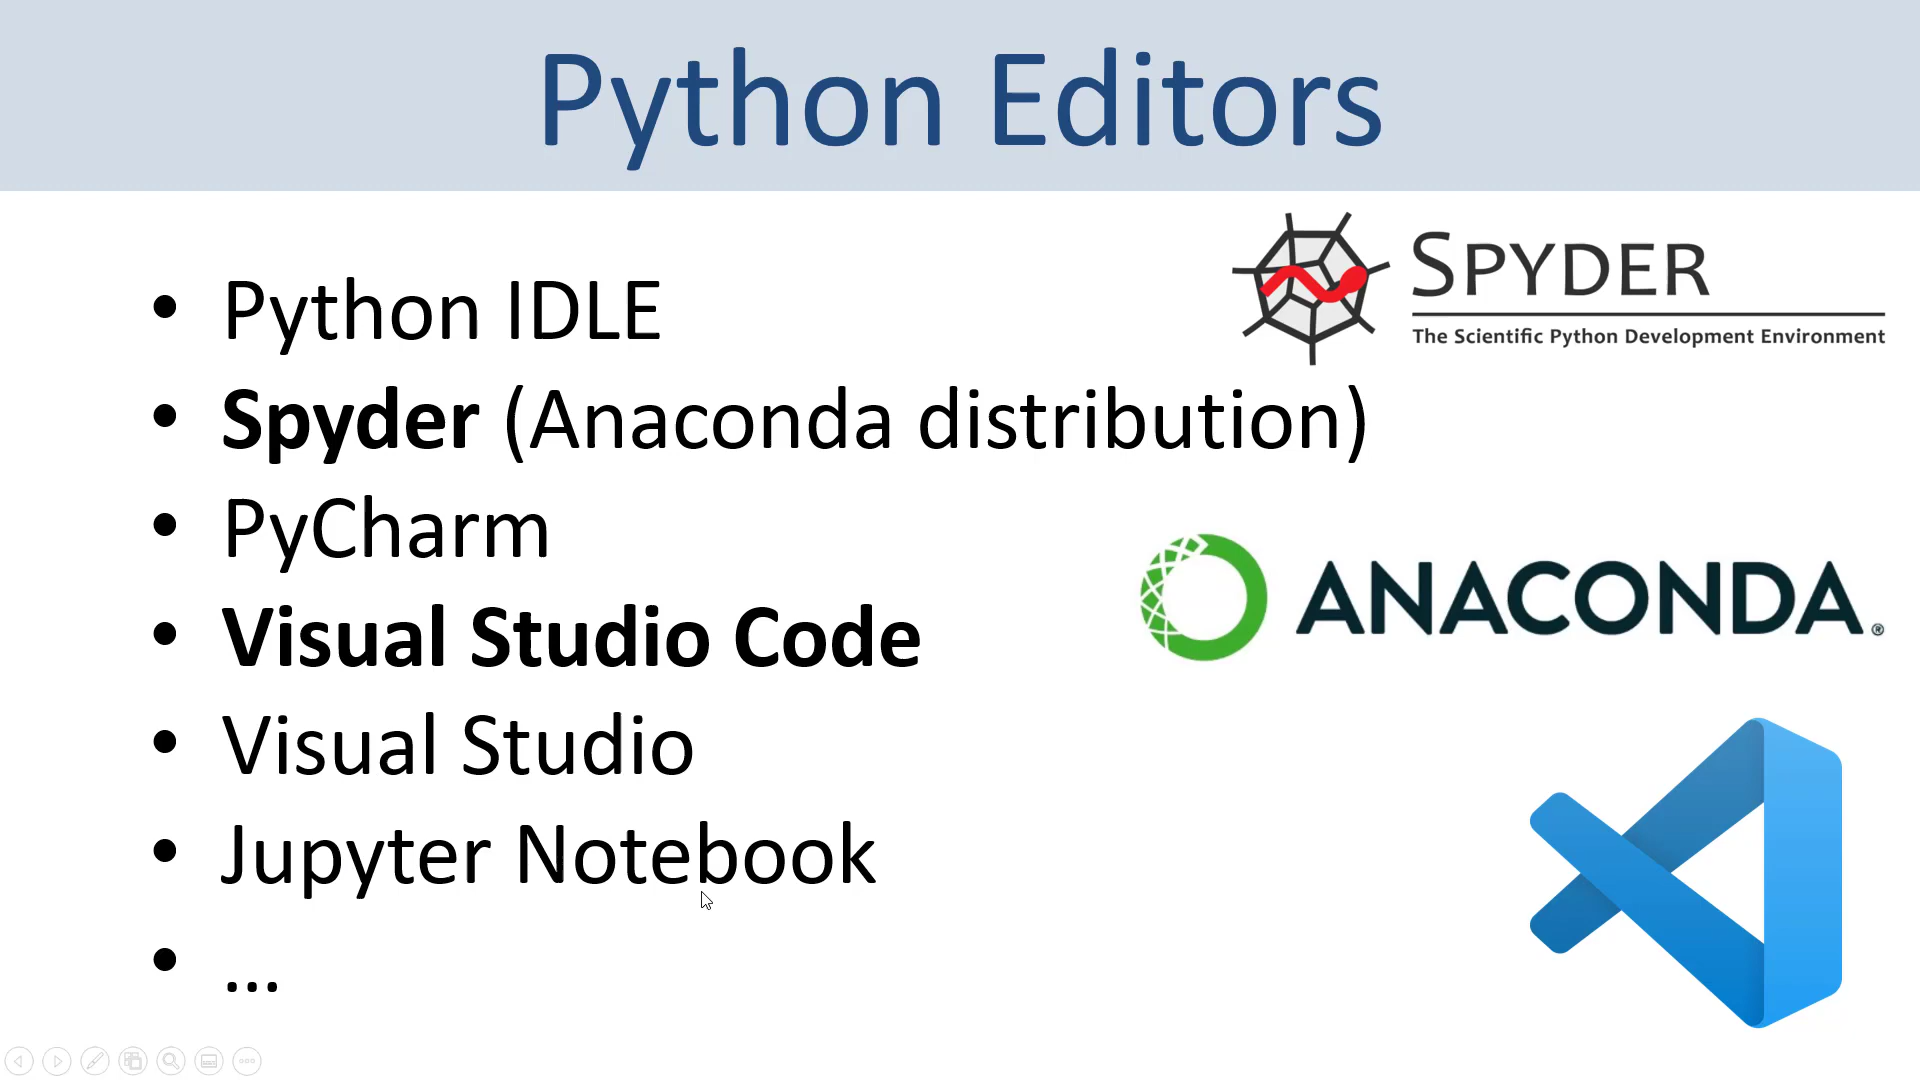 Python Editors
• Python IDLE
• Spyder (Anaconda distribution)
• PyCharm
• Visual Studio Code
• Visual Studio
• Jupyter Notebook
• ...
SPYDER
The Scientific Python Development Environment
ANACONDA®